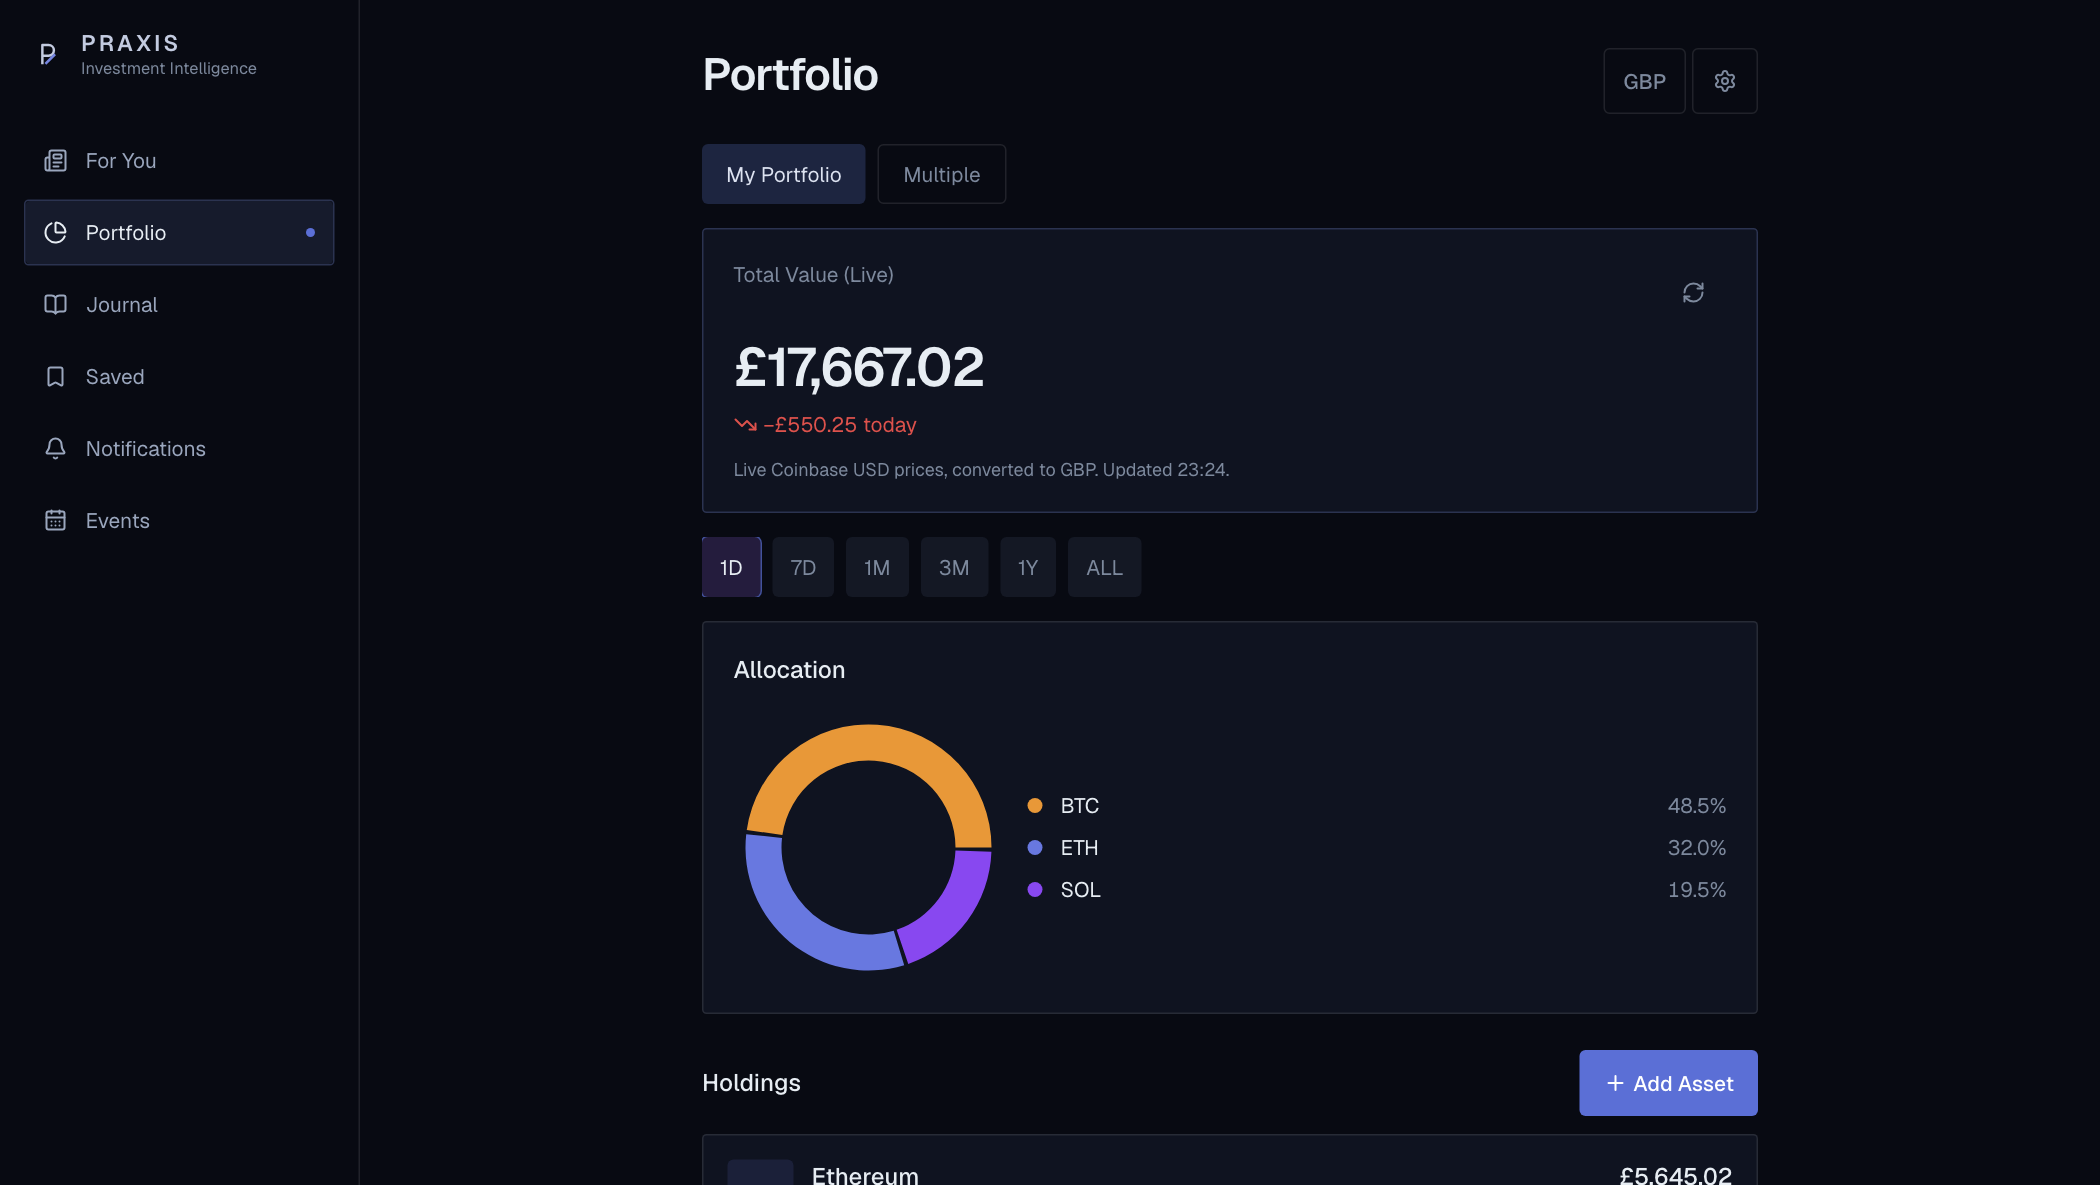 PRAXIS
Investment Intelligence
For You
Portfolio
Journal
Saved
Notifications
Events
Portfolio
GBP
My Portfolio
Multiple
Total Value (Live)
£17,667.02
−£550.25 today
Live Coinbase USD prices, converted to GBP. Updated 23:24.
1D
7D
1M
3M
1Y
ALL
Allocation
BTC
48.5%
ETH
32.0%
SOL
19.5%
Holdings
+ Add Asset
Ethereum
£5,645.02